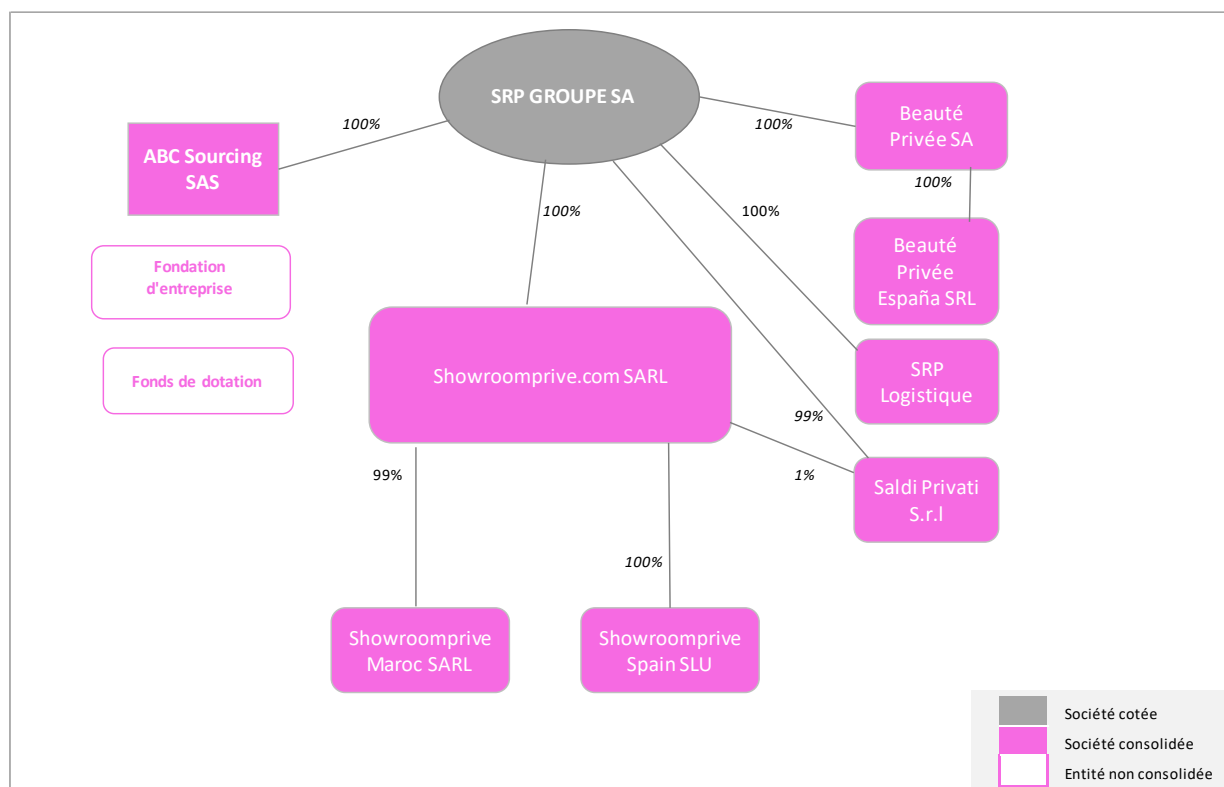 SRP GROUPE SA
100%
ABC Sourcing
SAS
100%
Beauté
Privée SA
100%
Beauté
Privée
España SRL
100%
100%
SRP
Logistique
Fondation
d'entreprise
Fonds de dotation
Showroomprive.com SARL
99%
1%
Saldi Privati
S.r.l
99%
100%
Showroomprive
Maroc SARL
Showroomprive
Spain SLU
Société cotée
Société consolidée
Entité non consolidée